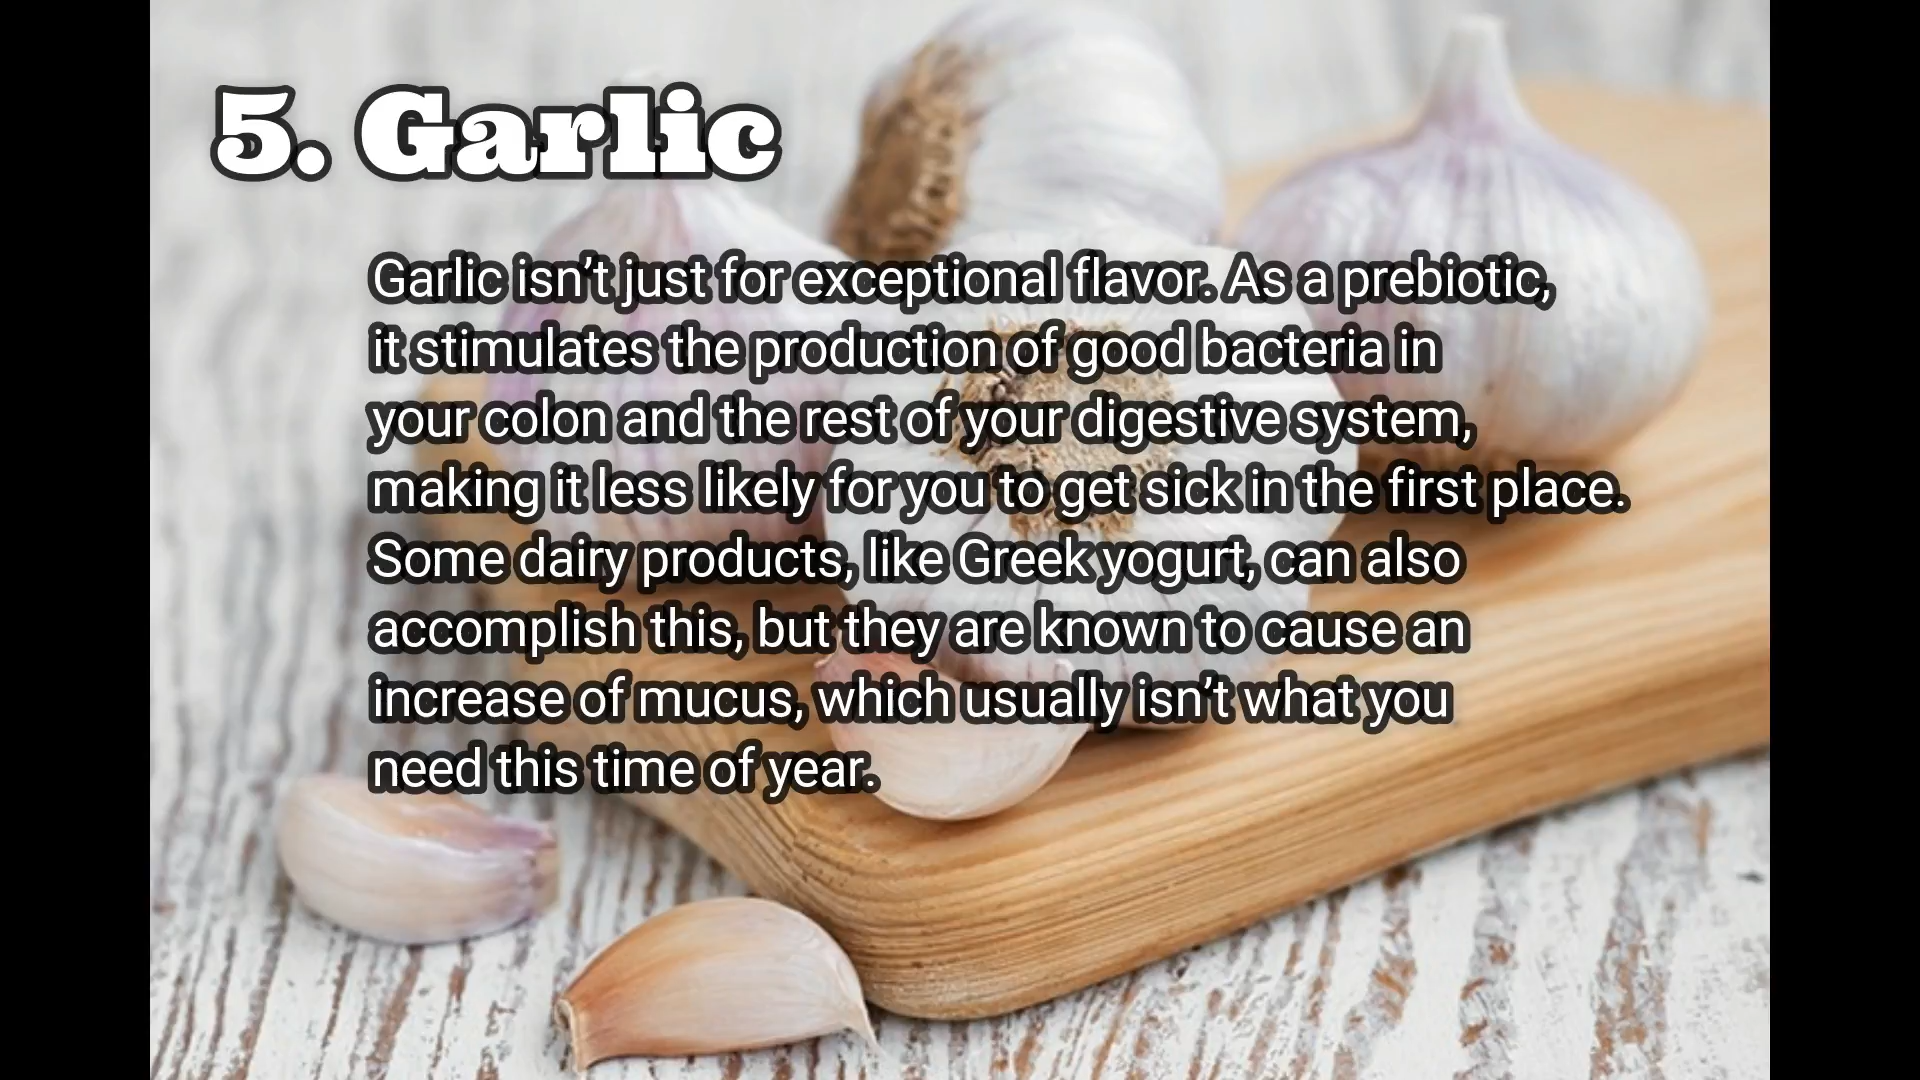 5. Garlic
Garlic isn’t just for exceptional flavor. As a prebiotic,
it stimulates the production of good bacteria in
your colon and the rest of your digestive system,
making it less likely for you to get sick in the first place.
Some dairy products, like Greek yogurt, can also
accomplish this, but they are known to cause an
increase of mucus, which usually isn’t what you
need this time of year.